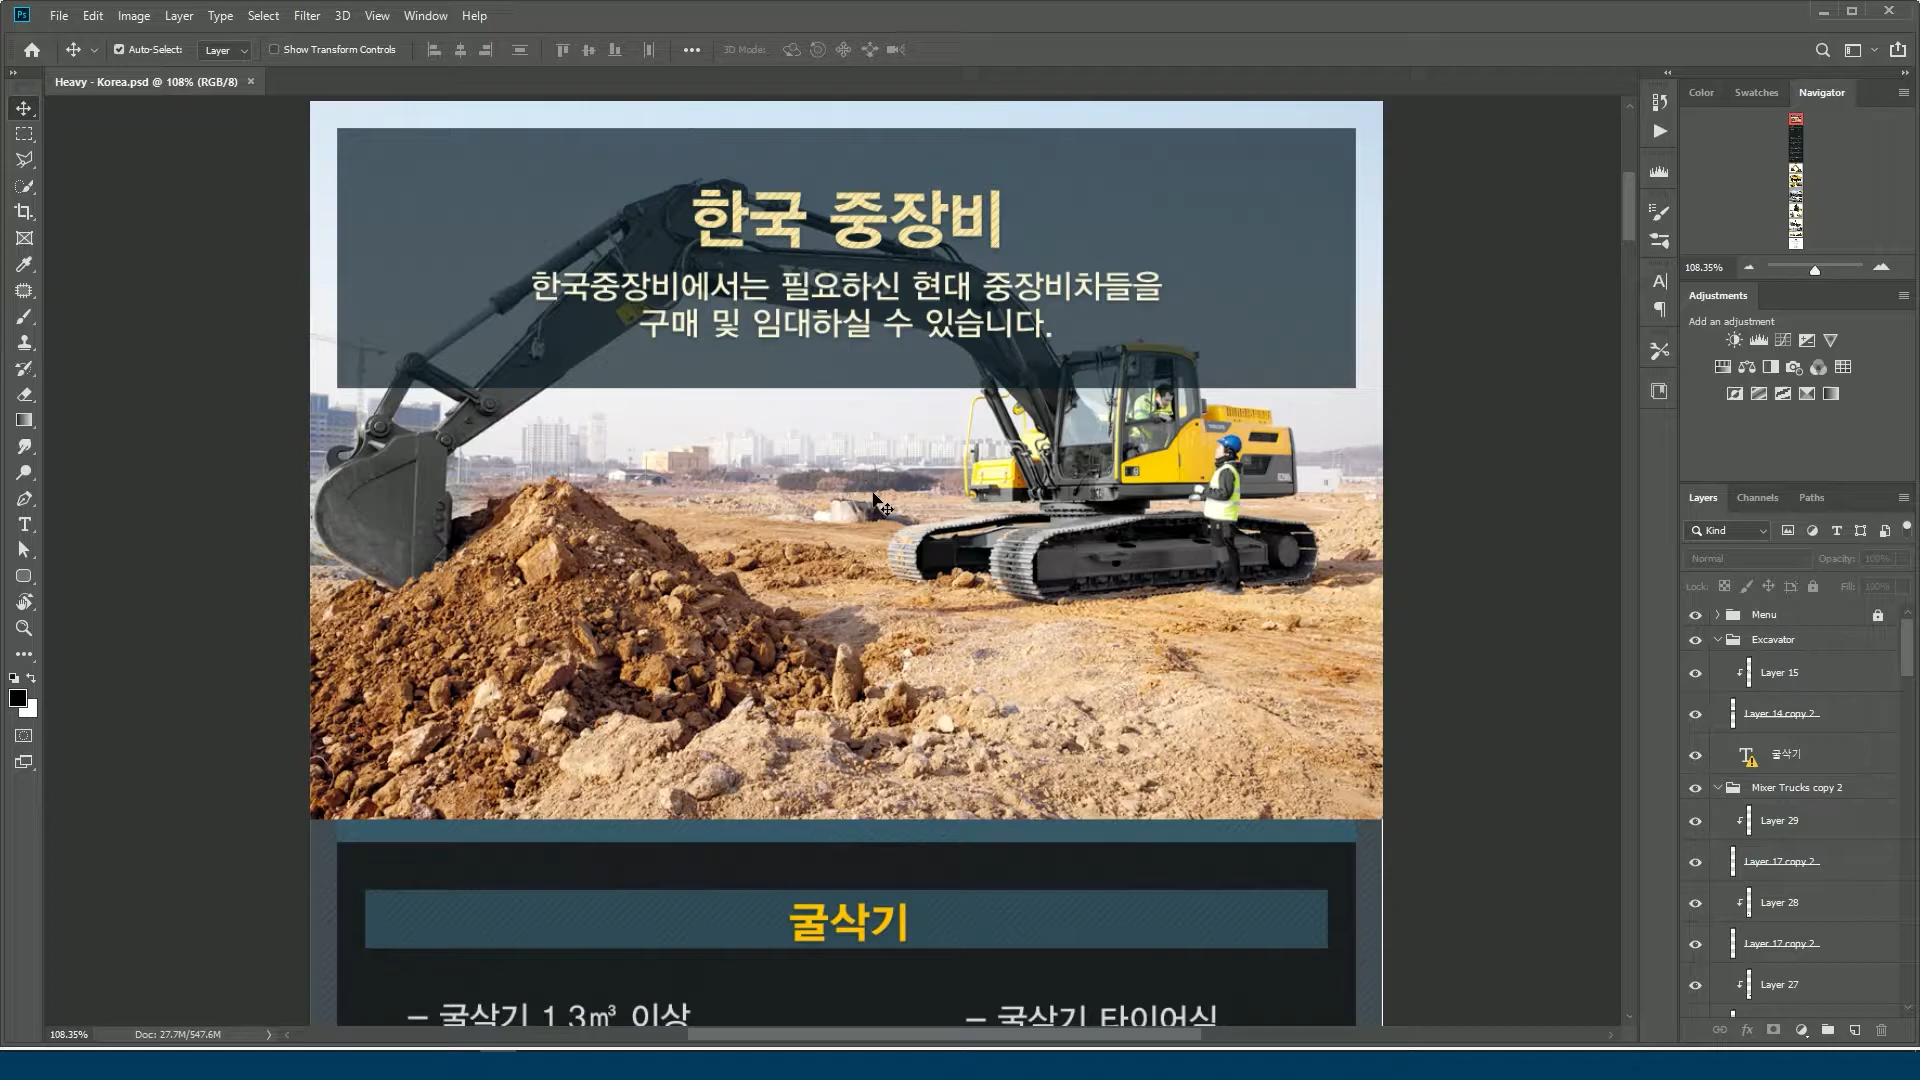 Ps File Edit Image Layer Type Select Filter 3D View Window Help
Auto-Select: Layer Show Transform Controls 3D Mode:
Heavy - Korea.psd @ 108% (RGB/8)
한국 중장비
한국중장비에서는 필요하신 현대 중장비차들을
구매 및 임대하실 수 있습니다.
굴삭기
– 굴삭기 1.3㎥ 이상
– 굴삭기 타이어식
108.35% Doc: 27.7M/547.6M
Color Swatches Navigator
108.35%
Adjustments
Add an adjustment
Layers Channels Paths
Kind
Normal Opacity: 100%
Lock: Fill: 100%
Menu
Excavator
Layer 15
Layer 14 copy 2
굴삭기
Mixer Trucks copy 2
Layer 29
Layer 17 copy 2
Layer 28
Layer 17 copy 2
Layer 27